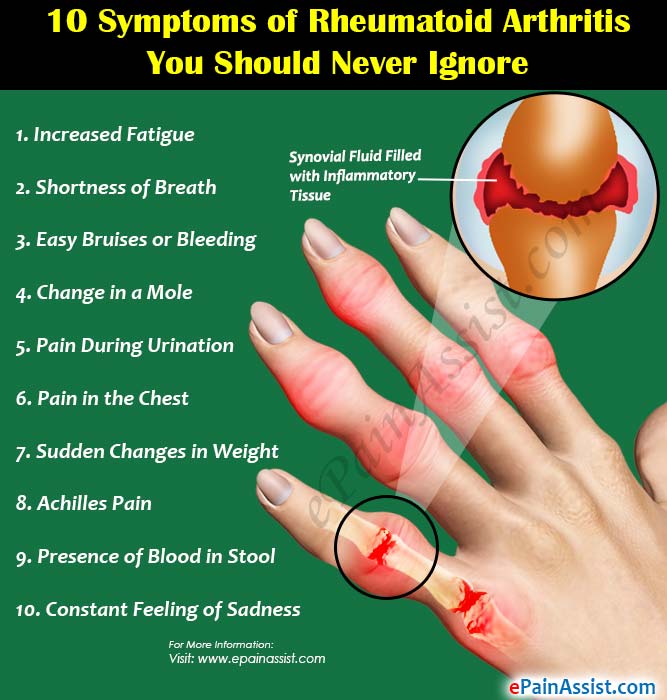 10 Symptoms of Rheumatoid Arthritis
You Should Never Ignore
1. Increased Fatigue
2. Shortness of Breath
3. Easy Bruises or Bleeding
4. Change in a Mole
5. Pain During Urination
6. Pain in the Chest
7. Sudden Changes in Weight
8. Achilles Pain
9. Presence of Blood in Stool
10. Constant Feeling of Sadness
Synovial Fluid Filled
with Inflammatory
Tissue
ePainAssist.com
For More Information:
Visit: www.epainassist.com
ePainAssist.com